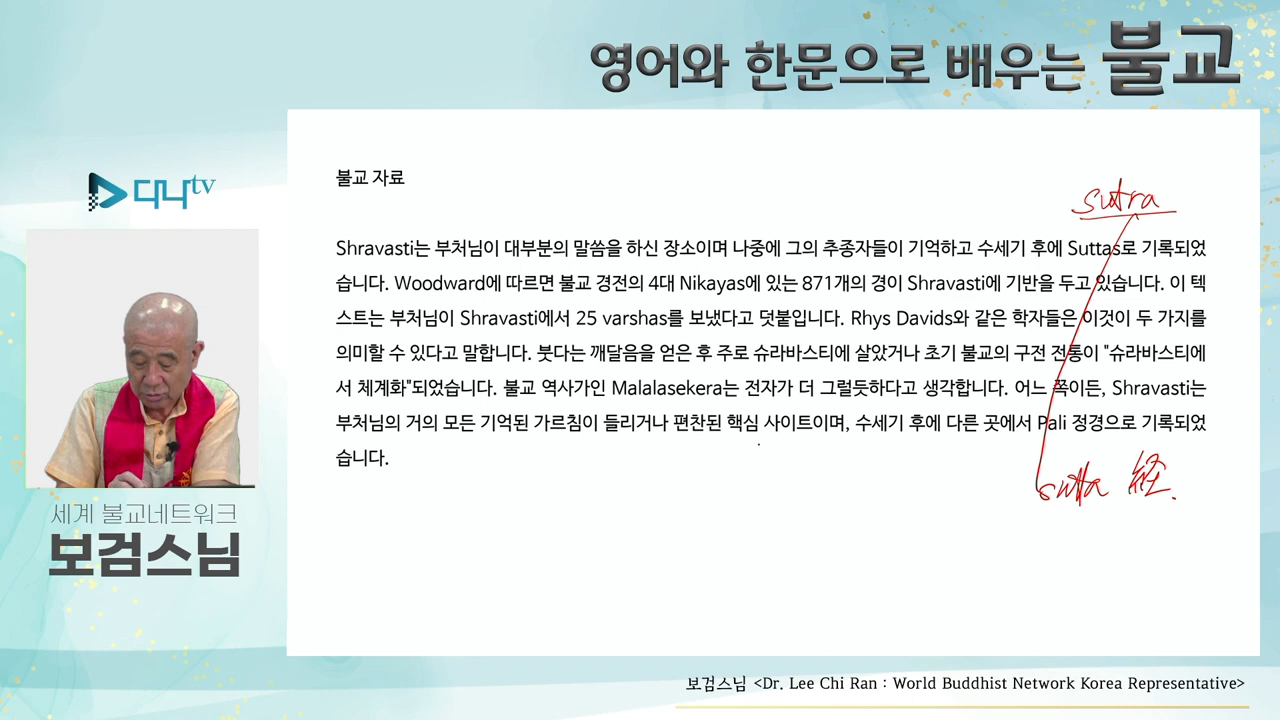 영어와 한문으로 배우는 불교
디나tv
불교 자료
sutra
Shravasti는 부처님이 대부분의 말씀을 하신 장소이며 나중에 그의 추종자들이 기억하고 수세기 후에 Suttas로 기록되었
습니다. Woodward에 따르면 불교 경전의 4대 Nikayas에 있는 871개의 경이 Shravasti에 기반을 두고 있습니다. 이 텍
스트는 부처님이 Shravasti에서 25 varshas를 보냈다고 덧붙입니다. Rhys Davids와 같은 학자들은 이것이 두 가지를
의미할 수 있다고 말합니다. 붓다는 깨달음을 얻은 후 주로 슈라바스티에 살았거나 초기 불교의 구전 전통이 "슈라바스티에
서 체계화"되었습니다. 불교 역사가인 Malalasekera는 전자가 더 그럴듯하다고 생각합니다. 어느 쪽이든, Shravasti는
부처님의 거의 모든 기억된 가르침이 들리거나 편찬된 핵심 사이트이며, 수세기 후에 다른 곳에서 Pali 정경으로 기록되었
습니다.
sutta 経.
세계 불교네트워크
보검스님
보검스님 <Dr. Lee Chi Ran : World Buddhist Network Korea Representative>